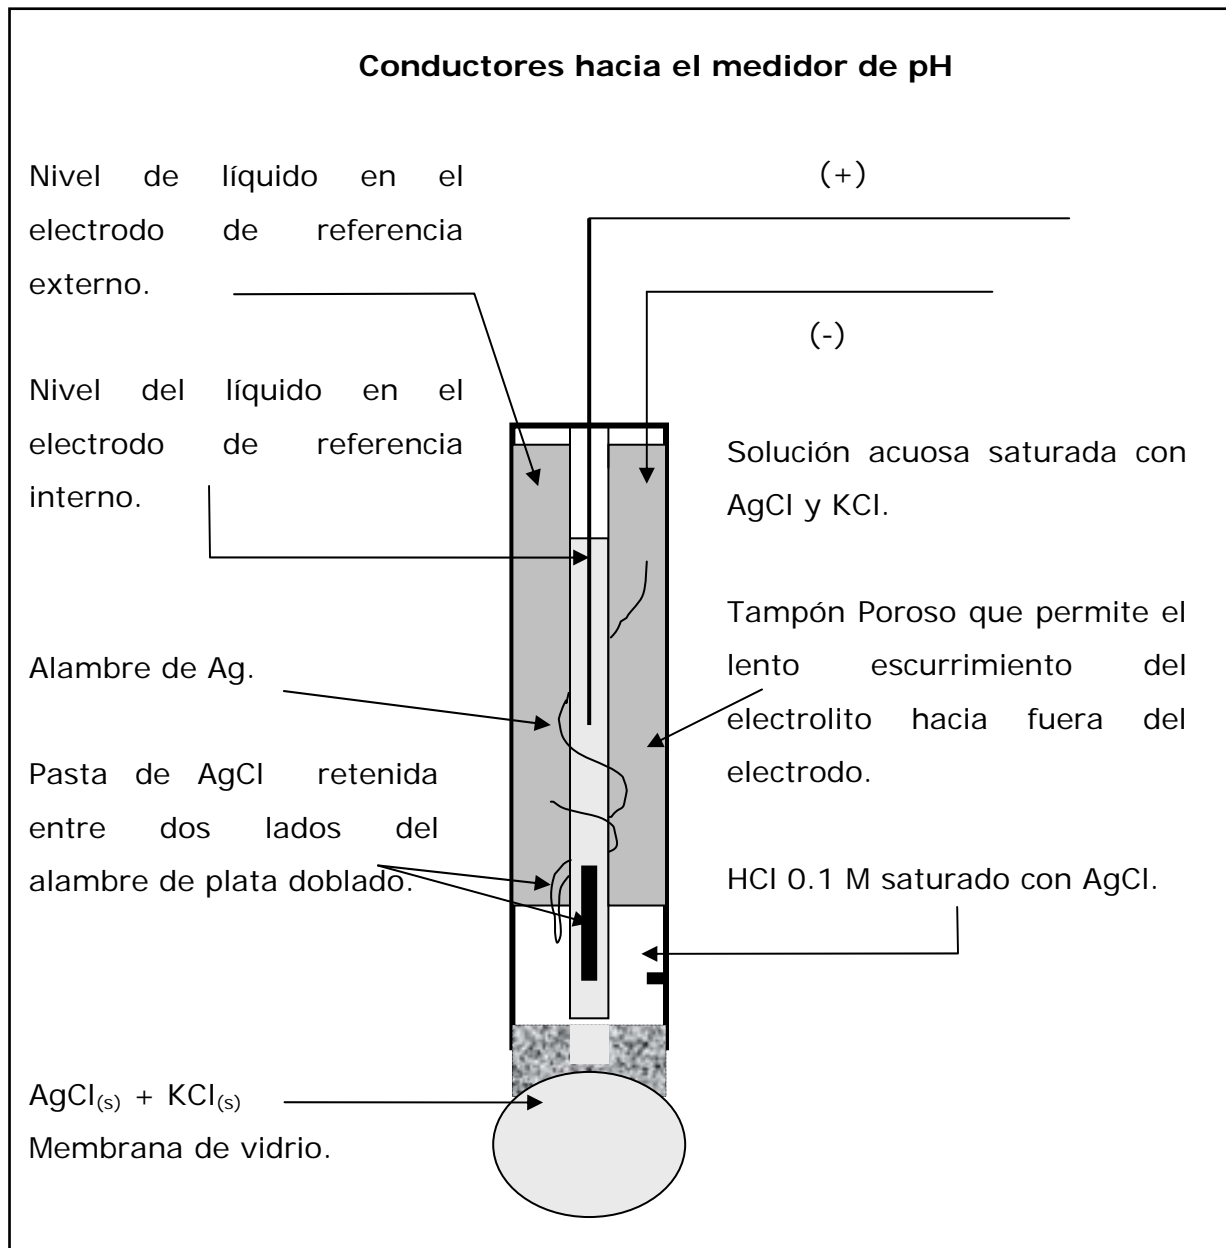 Conductores hacia el medidor de pH
Nivel de líquido en el
electrodo de referencia
externo.
(+)
(-)
Nivel del líquido en el
electrodo de referencia
interno.
Solución acuosa saturada con
AgCl y KCl.
Alambre de Ag.
Tampón Poroso que permite el
lento escurrimiento del
electrolito hacia fuera del
electrodo.
Pasta de AgCl retenida
entre dos lados del
alambre de plata doblado.
HCl 0.1 M saturado con AgCl.
AgCl(s) + KCl(s)
Membrana de vidrio.